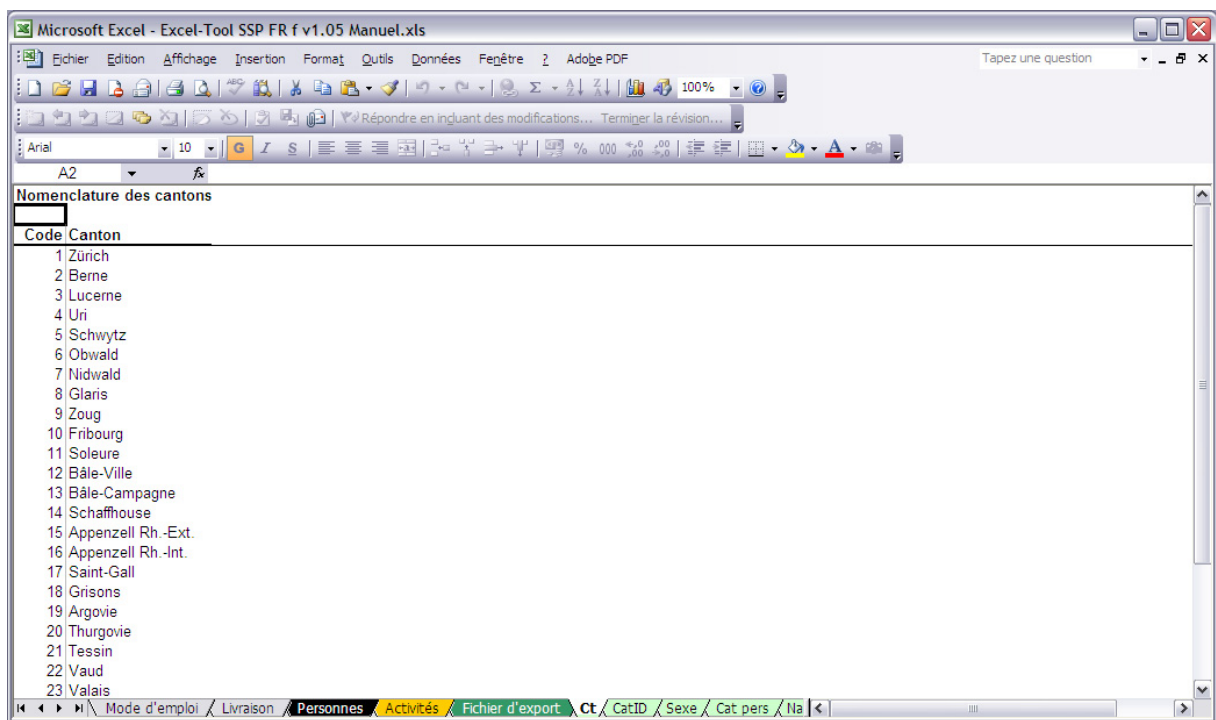 Microsoft Excel - Excel-Tool SSP FR f v1.05 Manuel.xls
Fichier Edition Affichage Insertion Format Outils Données Fenêtre ? Adobe PDF Tapez une question
100%
Répondre en incluant des modifications... Terminer la révision...
Arial 10 G I S % 000
A2 fx
Nomenclature des cantons
Code Canton
1 Zürich
2 Berne
3 Lucerne
4 Uri
5 Schwytz
6 Obwald
7 Nidwald
8 Glaris
9 Zoug
10 Fribourg
11 Soleure
12 Bâle-Ville
13 Bâle-Campagne
14 Schaffhouse
15 Appenzell Rh.-Ext.
16 Appenzell Rh.-Int.
17 Saint-Gall
18 Grisons
19 Argovie
20 Thurgovie
21 Tessin
22 Vaud
23 Valais
Mode d'emploi Livraison Personnes Activités Fichier d'export Ct CatID Sexe Cat pers Na